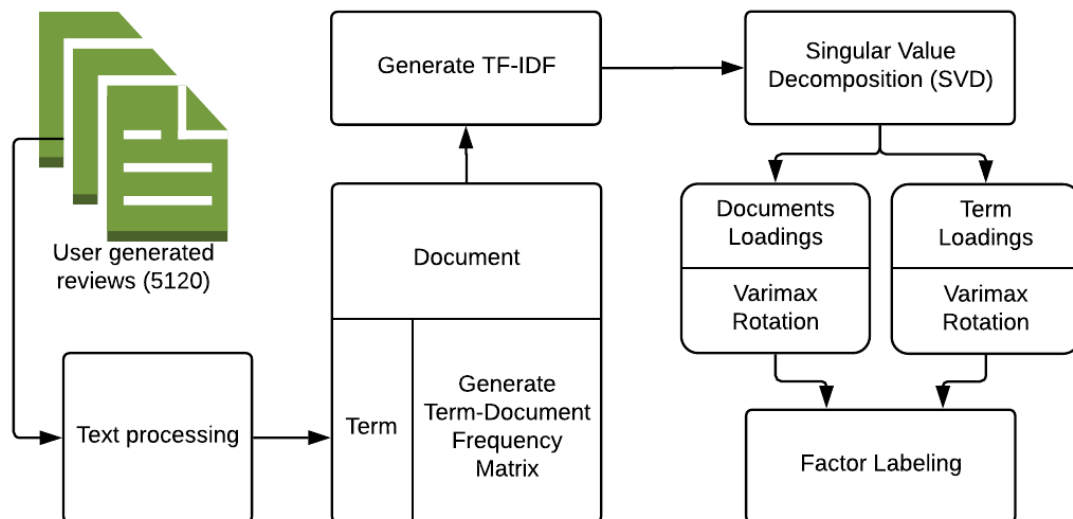 User generated
reviews (5120)
Text processing
Document
Term
Generate
Term-Document
Frequency
Matrix
Generate TF-IDF
Singular Value
Decomposition (SVD)
Documents
Loadings
Varimax
Rotation
Term
Loadings
Varimax
Rotation
Factor Labeling